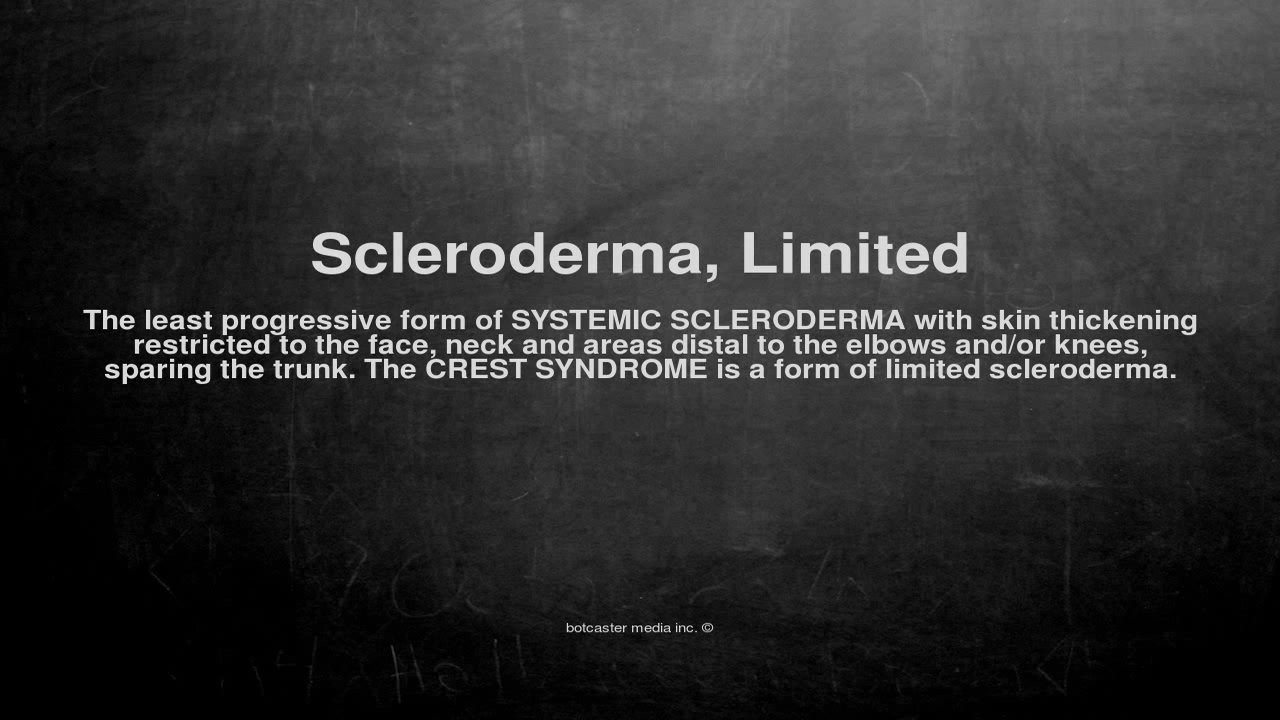 Scleroderma, Limited
The least progressive form of SYSTEMIC SCLERODERMA with skin thickening
restricted to the face, neck and areas distal to the elbows and/or knees,
sparing the trunk. The CREST SYNDROME is a form of limited scleroderma.
botcaster media inc. ©